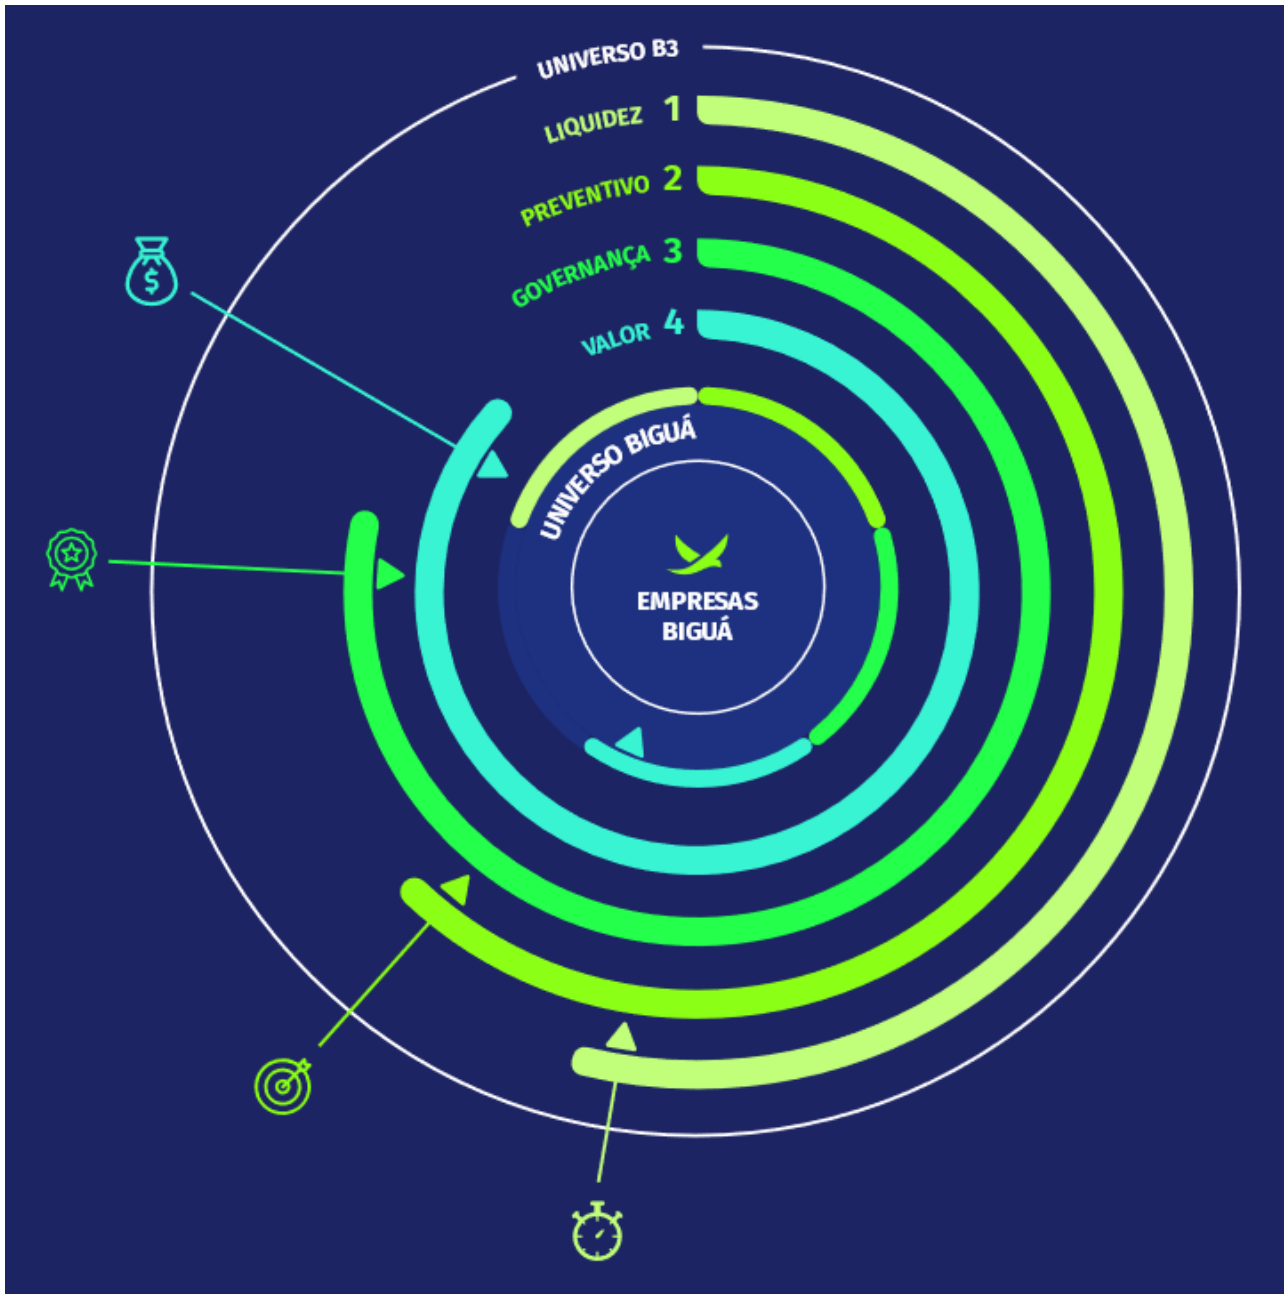 UNIVERSO B3
LIQUIDEZ 1
PREVENTIVO 2
GOVERNANÇA 3
VALOR 4
UNIVERSO BIGUÁ
EMPRESAS
BIGUÁ
$